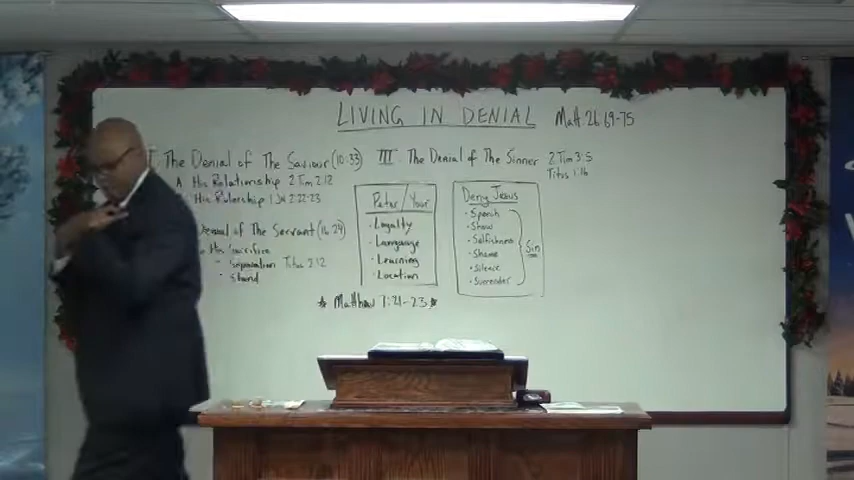 LIVING IN DENIAL Matt. 26 69-75
I. The Denial of The Saviour (10:33)
A His Relationship 2 Tim 2:12
His Rulership 1 Jn 2:22-23
Denial of The Servant (16:24)
His Sacrifice
- Separation Titus 2:12
- Stand
III. The Denial of The Sinner 2 Tim 3:5
Titus 1:16
Peter / Your
• Loyalty
• Language
• Learning
• Location
Deny Jesus
• Speech
• Show
• Selfishness
• Shame
• Silence
• Surrender
Sin
* Matthew 7:21-23 *